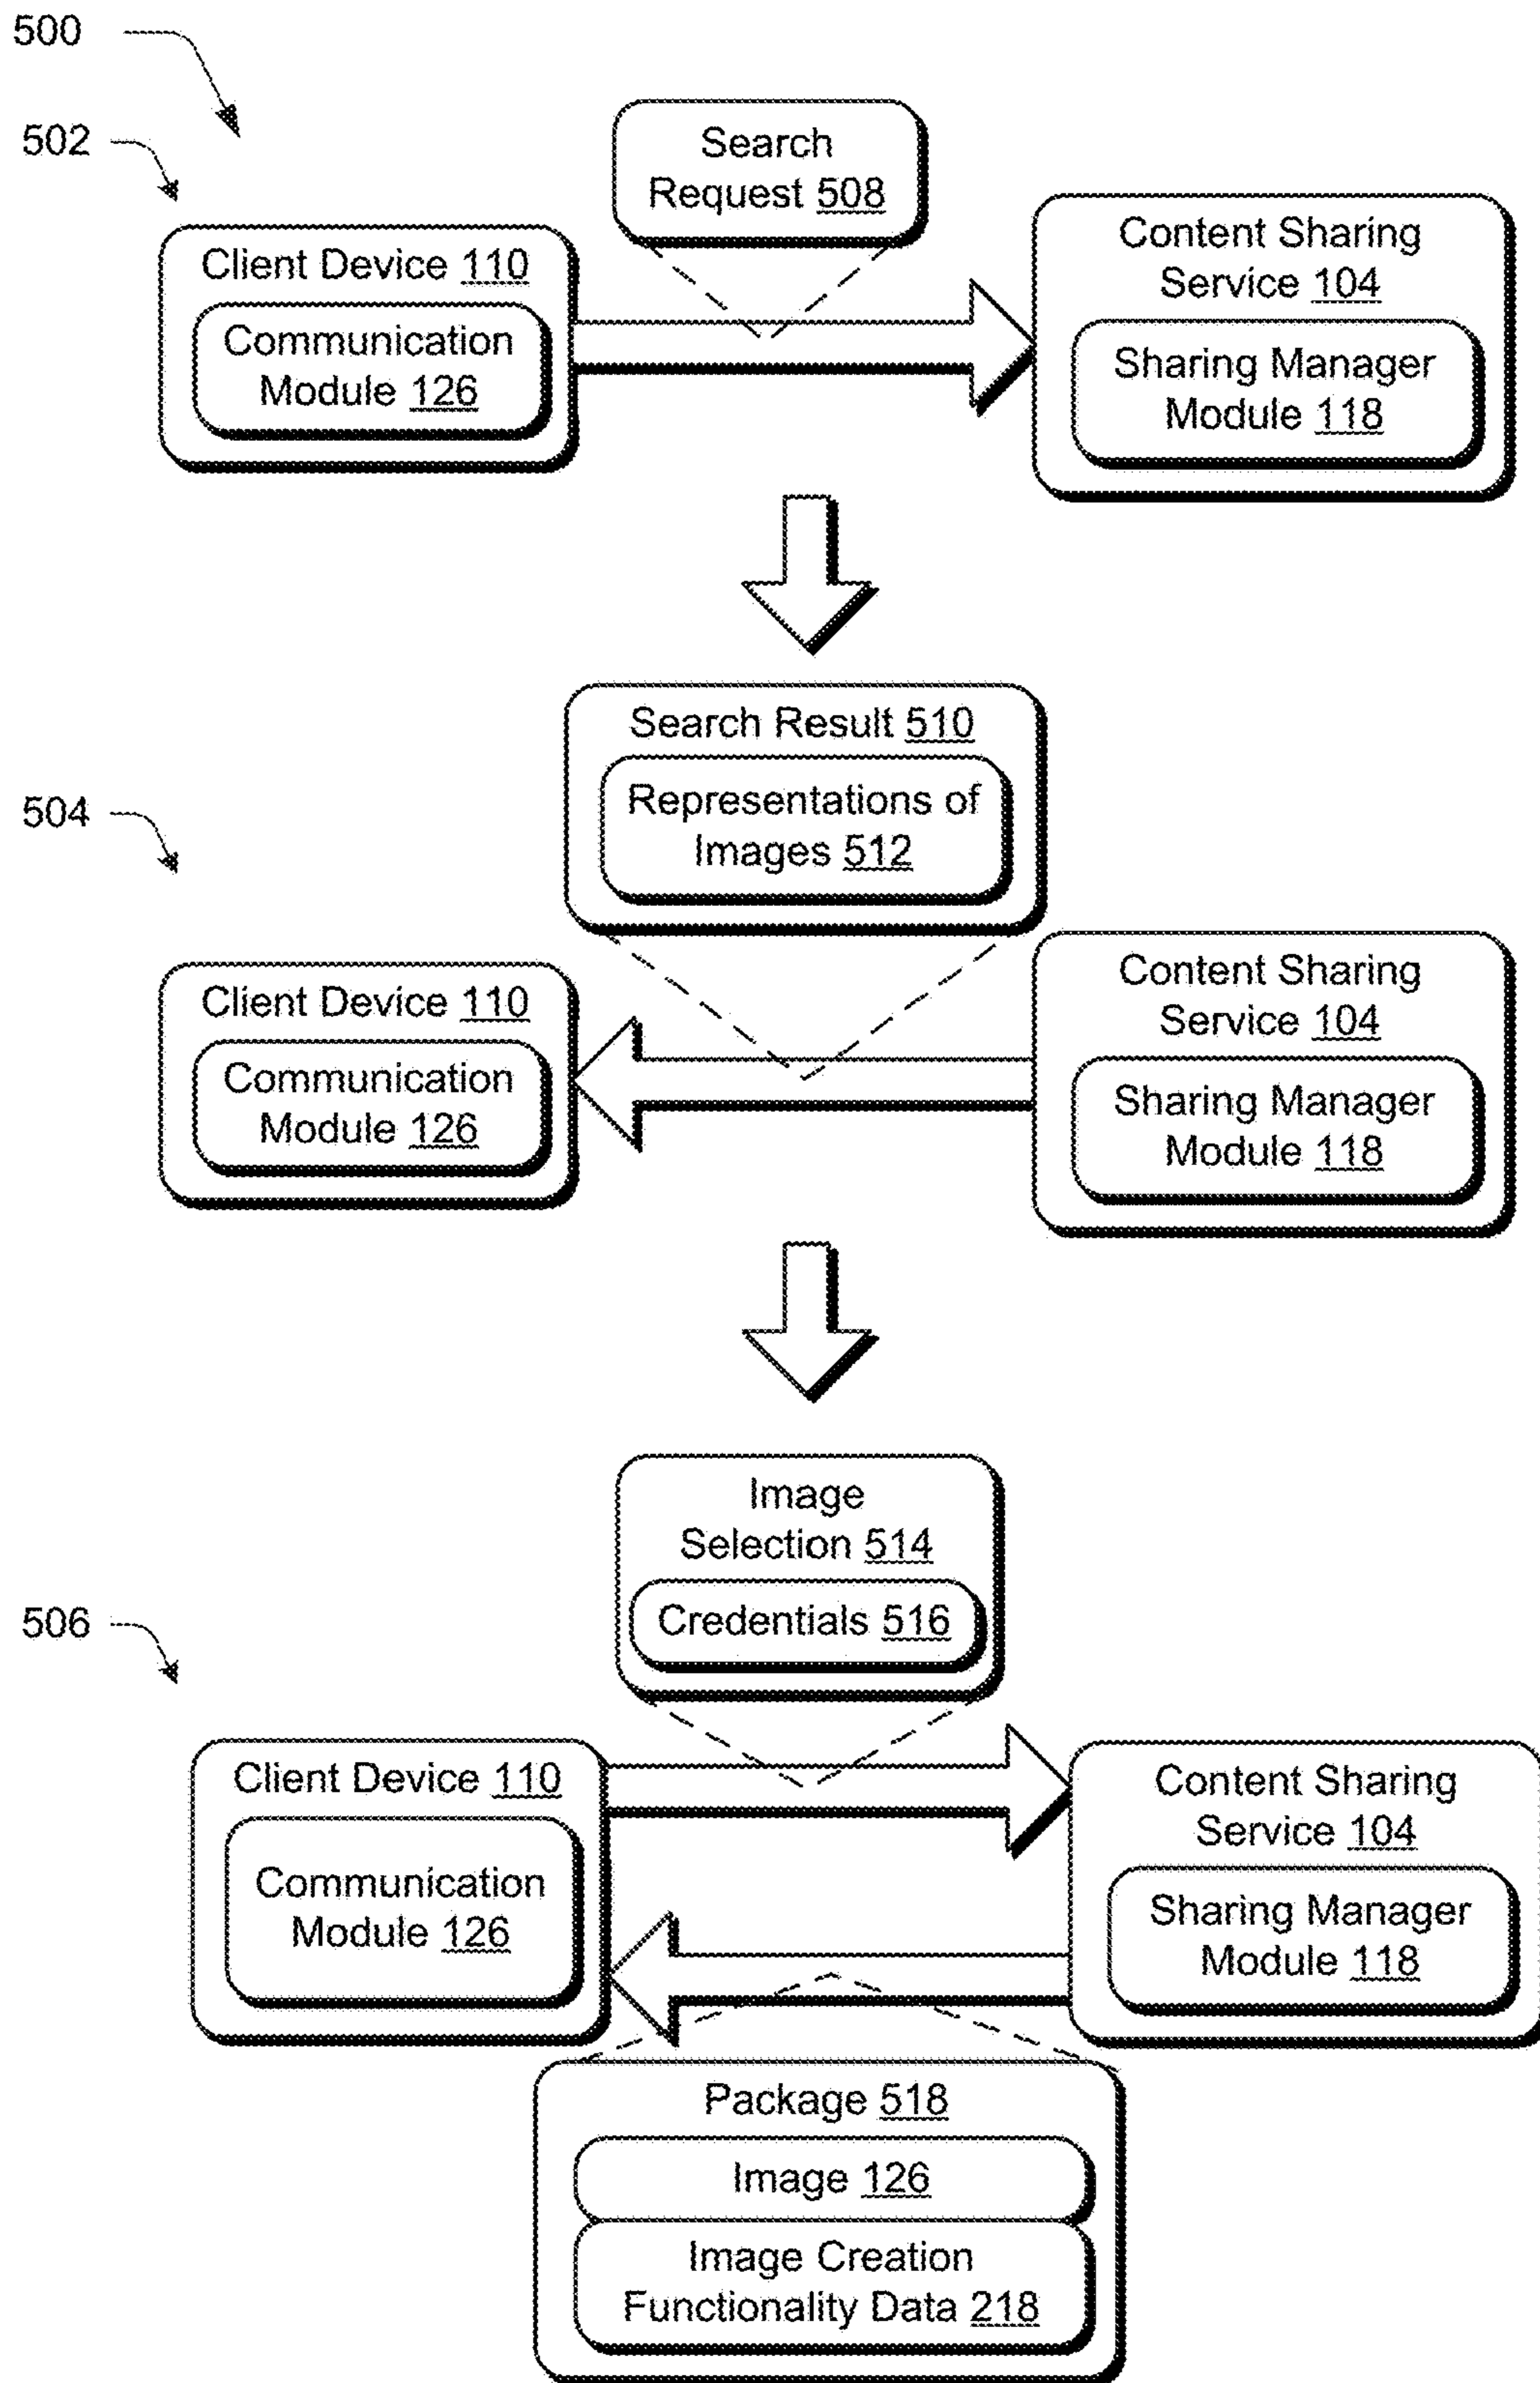 500
502
Search
Request 508
Client Device 110
Communication
Module 126
Content Sharing
Service 104
Sharing Manager
Module 118
504
Search Result 510
Representations of
Images 512
Client Device 110
Communication
Module 126
Content Sharing
Service 104
Sharing Manager
Module 118
506
Image
Selection 514
Credentials 516
Client Device 110
Communication
Module 126
Content Sharing
Service 104
Sharing Manager
Module 118
Package 518
Image 126
Image Creation
Functionality Data 218